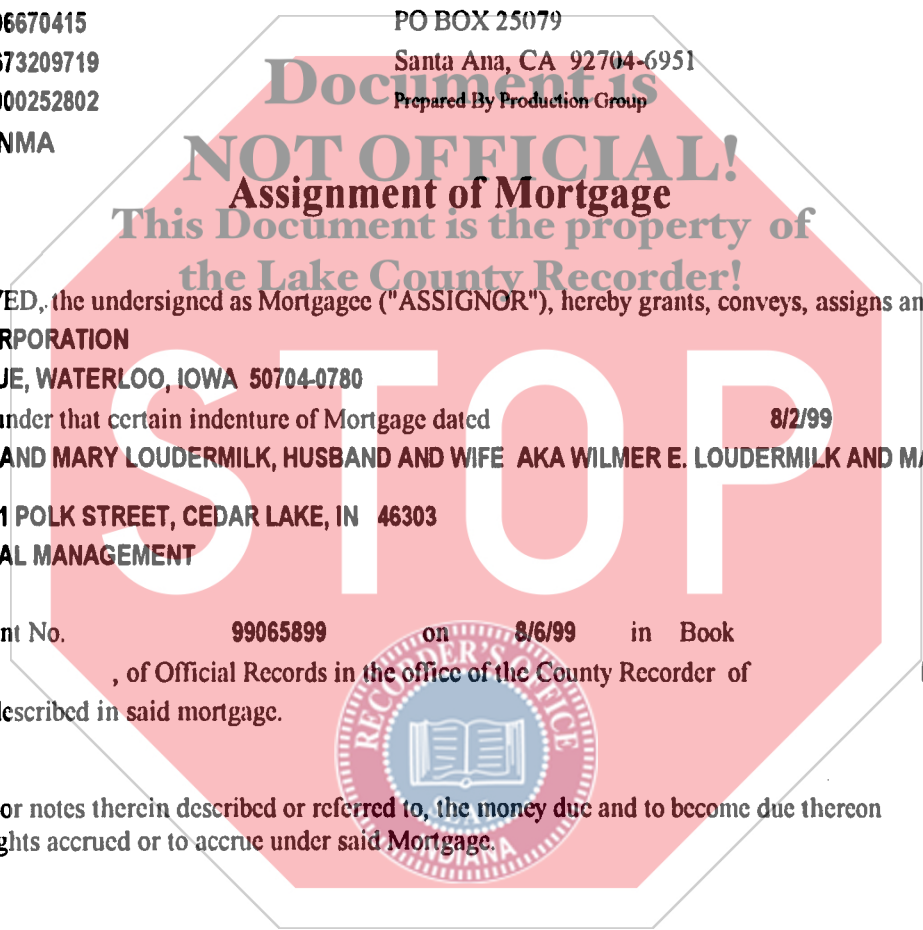 06670415 PO BOX 25079
673209719 Santa Ana, CA 92704-6951
000252802 Prepared By Production Group
NMA
Document is
NOT OFFICIAL!
Assignment of Mortgage
This Document is the property of
the Lake County Recorder!
ED, the undersigned as Mortgagee ("ASSIGNOR"), hereby grants, conveys, assigns an
RPORATION
UE, WATERLOO, IOWA 50704-0780
under that certain indenture of Mortgage dated 8/2/99
AND MARY LOUDERMILK, HUSBAND AND WIFE AKA WILMER E. LOUDERMILK AND MA
1 POLK STREET, CEDAR LAKE, IN 46303
AL MANAGEMENT
STOP
nt No. 99065899 on 8/6/99 in Book
, of Official Records in the office of the County Recorder of
described in said mortgage.
RECORDER'S OFFICE
or notes therein described or referred to, the money due and to become due thereon
ghts accrued or to accrue under said Mortgage.
INDIANA